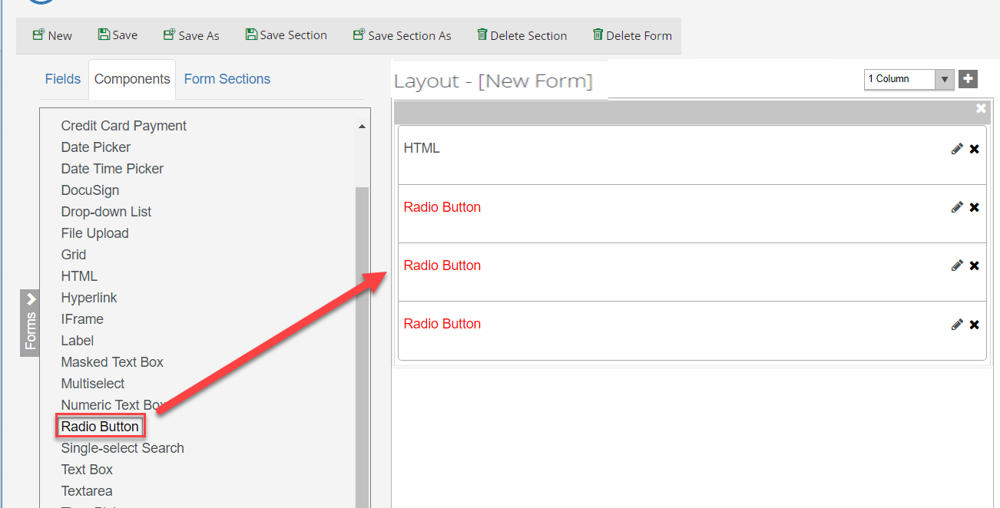 New Save Save As Save Section Save Section As Delete Section Delete Form
Fields Components Form Sections
Layout - [New Form]
1 Column
Credit Card Payment
Date Picker
Date Time Picker
DocuSign
Drop-down List
File Upload
Grid
HTML
Hyperlink
IFrame
Label
Masked Text Box
Multiselect
Numeric Text Box
Radio Button
Single-select Search
Text Box
Textarea
Forms
HTML
Radio Button
Radio Button
Radio Button